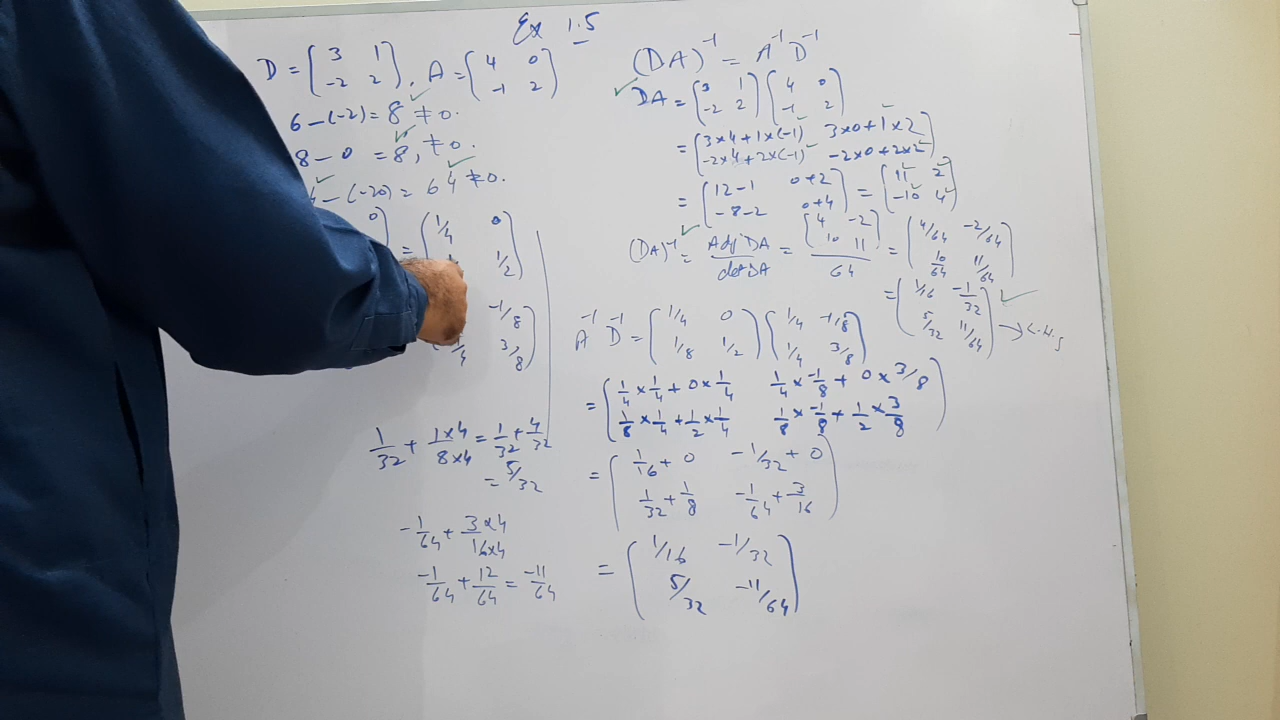 Ex 1.5
D = [3 1 -2 2], A = [4 0 -1 2]
6-(-2) = 8 ≠ 0.
8-0 = 8, ≠ 0.
-(-20) = 64 ≠ 0.
0] = [1/4 0
1/2]
-1/8
1/4 3/8]
1/32 + 1×4/8×4 = 1/32 + 4/32
= 5/32
-1/64 + 3×4/16×4
-1/64 + 12/64 = -11/64
(DA)⁻¹ = A⁻¹ D⁻¹
DA = [3 1 -2 2] [4 0 -1 2]
= [3×4+1×(-1) 3×0+1×2
-2×4+2×(-1) -2×0+2×2]
= [12-1 0+2 -8-2 0+4] = [11 2 -10 4]
(DA)⁻¹ = Adj DA/det DA = [4 -2 10 11]/64 = [4/64 -2/64 10/64 11/64]
= [1/16 -1/32 5/32 11/64] → L.H.S
A⁻¹ D⁻¹ = [1/4 0 1/8 1/2] [1/4 -1/8 1/4 3/8]
= [1/4×1/4+0×1/4 1/4×-1/8+0×3/8
1/8×1/4+1/2×1/4 1/8×-1/8+1/2×3/8]
= [1/16+0 -1/32+0
1/32+1/8 -1/64+3/16]
= [1/16 -1/32
5/32 -11/64]